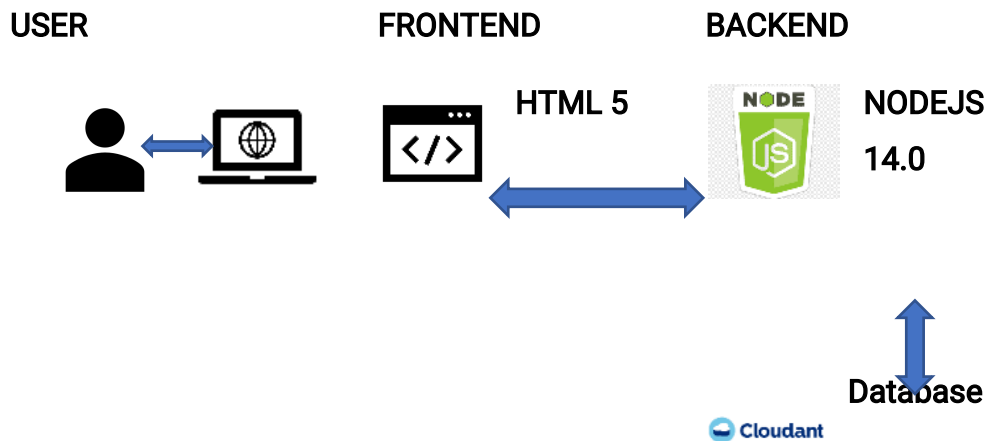 USER
FRONTEND
BACKEND
HTML 5
</>
NODE
JS
NODEJS
14.0
Database
Cloudant